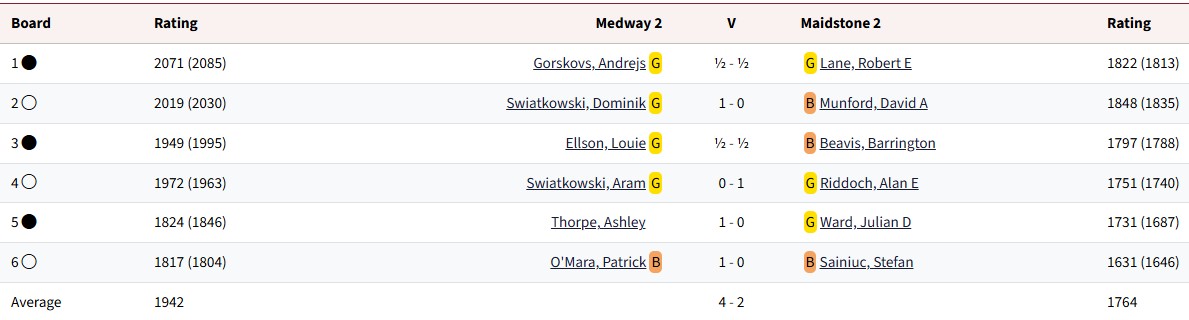 Board Rating Medway 2 V Maidstone 2 Rating
1 2071 (2085) Gorskovs, Andrejs G ½ - ½ G Lane, Robert E 1822 (1813)
2 2019 (2030) Swiatkowski, Dominik G 1 - 0 B Munford, David A 1848 (1835)
3 1949 (1995) Ellson, Louie G ½ - ½ B Beavis, Barrington 1797 (1788)
4 1972 (1963) Swiatkowski, Aram G 0 - 1 G Riddoch, Alan E 1751 (1740)
5 1824 (1846) Thorpe, Ashley 1 - 0 G Ward, Julian D 1731 (1687)
6 1817 (1804) O'Mara, Patrick B 1 - 0 B Sainiuc, Stefan 1631 (1646)
Average 1942 4 - 2 1764